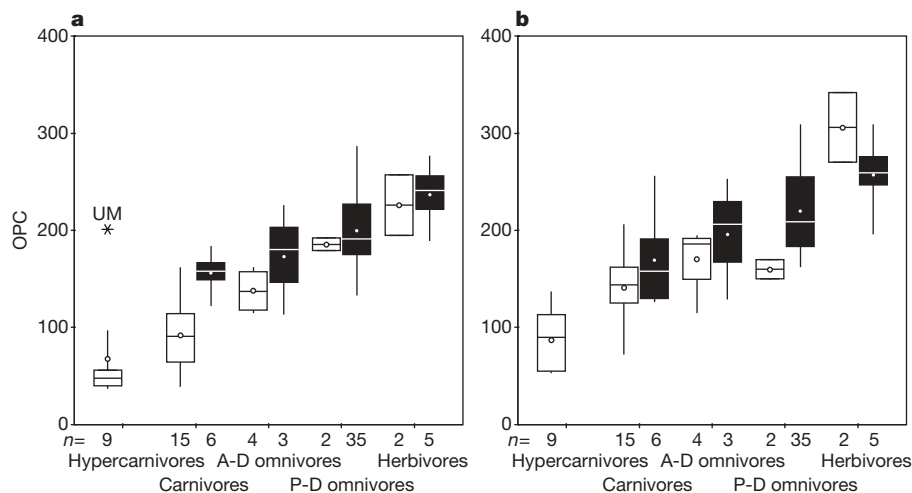 a
b
400
300
200
100
0
OPC
UM
n= 9 15 6 4 3 2 35 2 5
Hypercarnivores A-D omnivores Herbivores
Carnivores P-D omnivores
400
300
200
100
0
n= 9 15 6 4 3 2 35 2 5
Hypercarnivores A-D omnivores Herbivores
Carnivores P-D omnivores